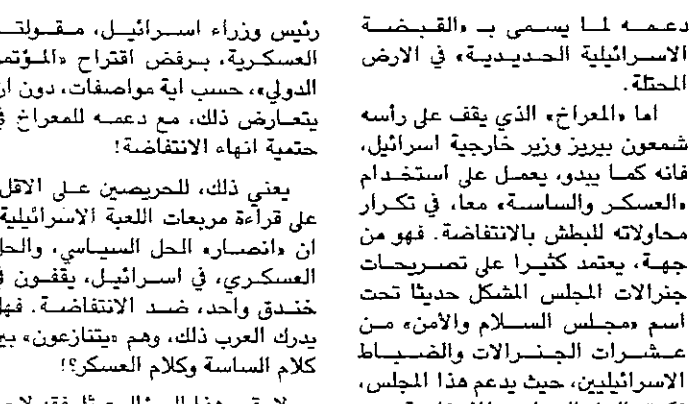 دعمه لما يسمى بـ «القبضة
الاسرائيلية الحديدية» في الارض
المحتلة.
اما «المعراخ» الذي يقف على رأسه
شمعون بيريز وزير خارجية اسرائيل،
فانه كما يبدو، يعمل على استخدام
«العسكر والساسة» معا، في تكرار
محاولاته للبطش بالانتفاضة. فهو من
جهة، يعتمد كثيرا على تصريحات
جنرالات المجلس المشكل حديثا تحت
اسم «مجلس السلام والأمن» من
عشرات الجنرالات والضباط
الاسرائيليين، حيث يدعم هذا المجلس،
رئيس وزراء اسرائيل، مقولتـ
العسكرية، برفض اقتراح «المؤتمر
الدولي»، حسب اية مواصفات، دون ان
يتعارض ذلك، مع دعمه للمعراخ في
حتمية انهاء الانتفاضة!
يعني ذلك، للحريصين على الاقل
على قراءة مربعات اللعبة الاسرائيلية
ان «انصار» الحل السياسي، والحل
العسكري، في اسرائيل، يقفون في
خندق واحد، ضد الانتفاضة. فهل
يدرك العرب ذلك، وهم «يتنازعون» بين
كلام الساسة وكلام العسكر؟!